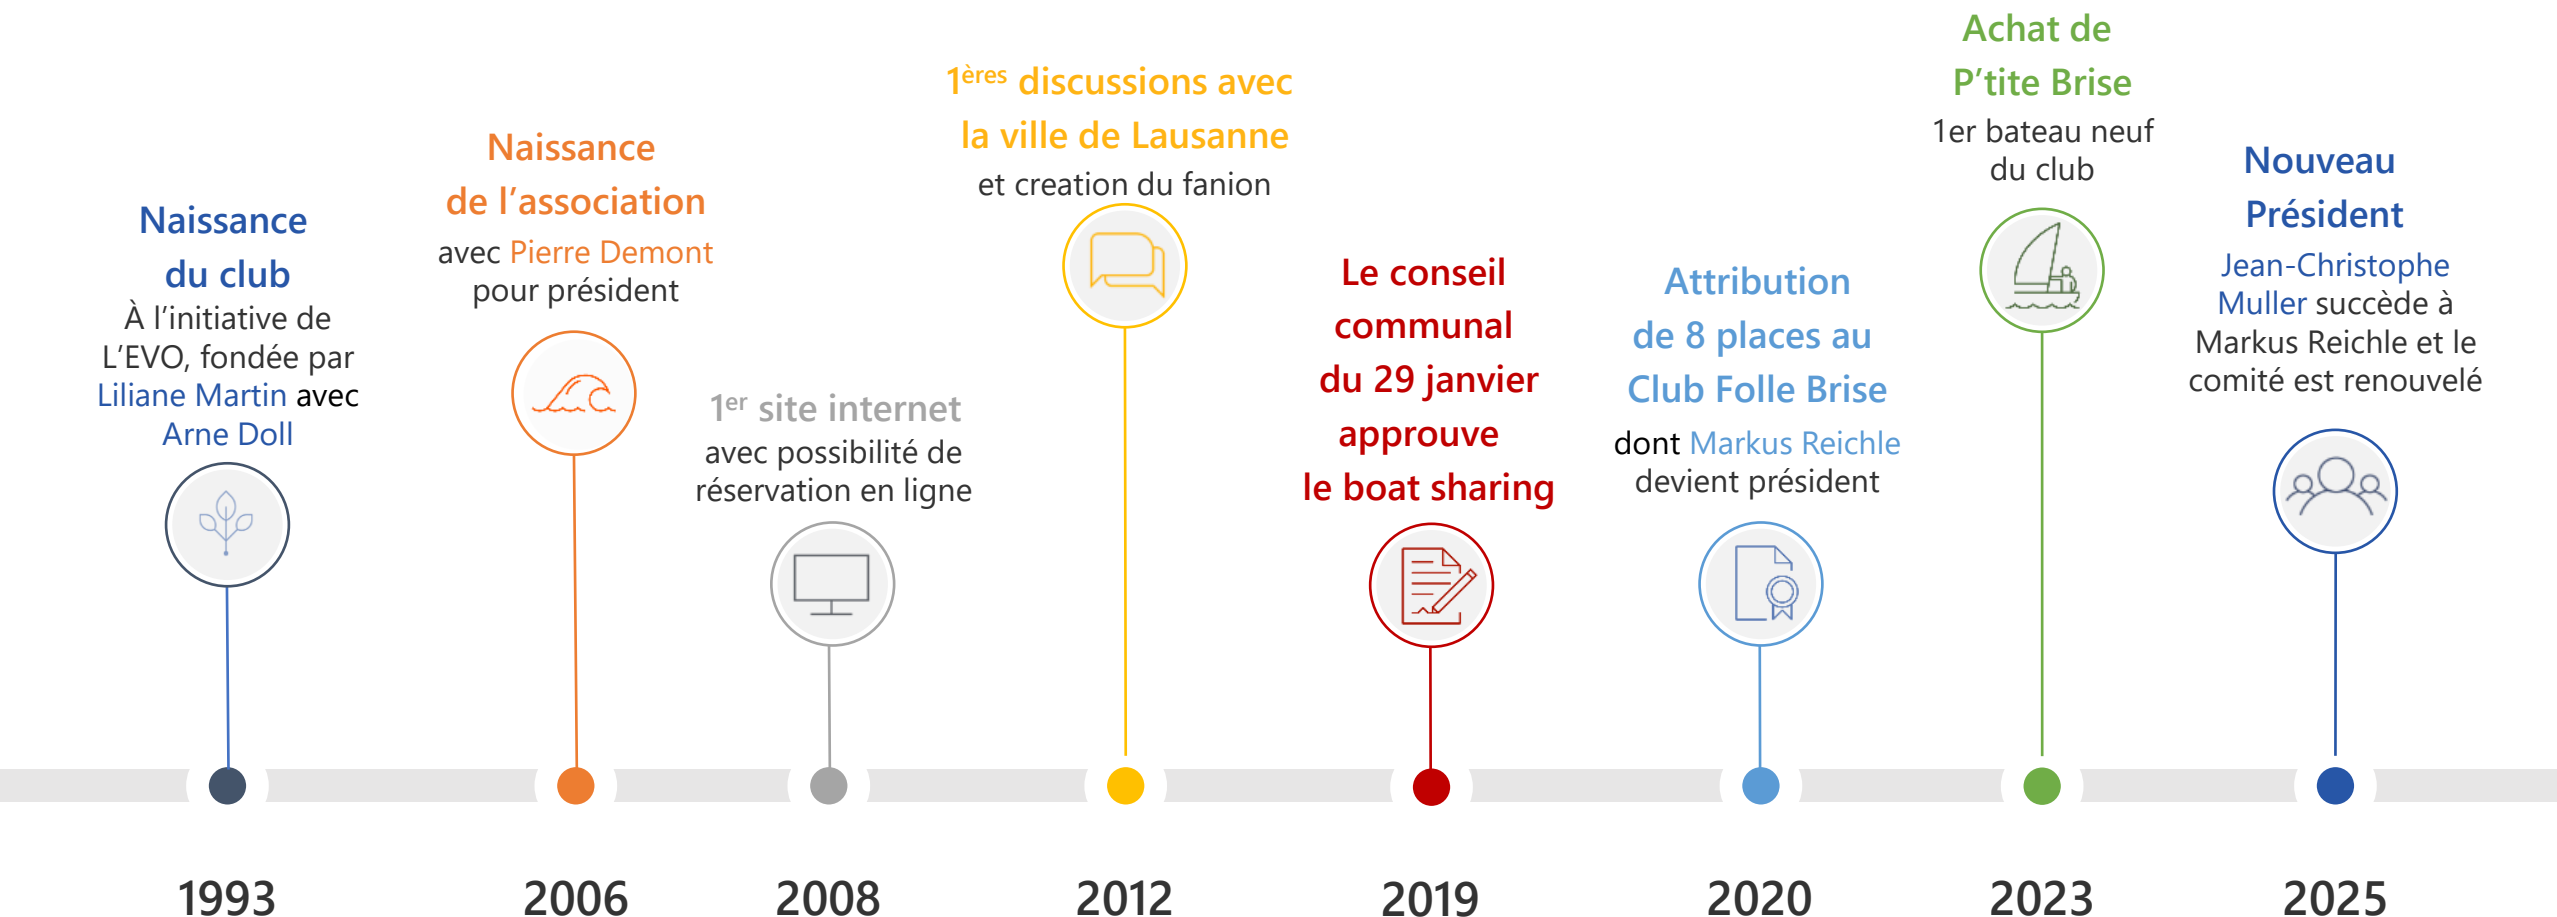 Naissance
du club
À l’initiative de
L’EVO, fondée par
Liliane Martin avec
Arne Doll
Naissance
de l’association
avec Pierre Demont
pour président
1er site internet
avec possibilité de
réservation en ligne
1ères discussions avec
la ville de Lausanne
et creation du fanion
Le conseil
communal
du 29 janvier
approuve
le boat sharing
Attribution
de 8 places au
Club Folle Brise
dont Markus Reichle
devient président
Achat de
P’tite Brise
1er bateau neuf
du club
Nouveau
Président
Jean-Christophe
Muller succède à
Markus Reichle et le
comité est renouvelé
1993
2006
2008
2012
2019
2020
2023
2025